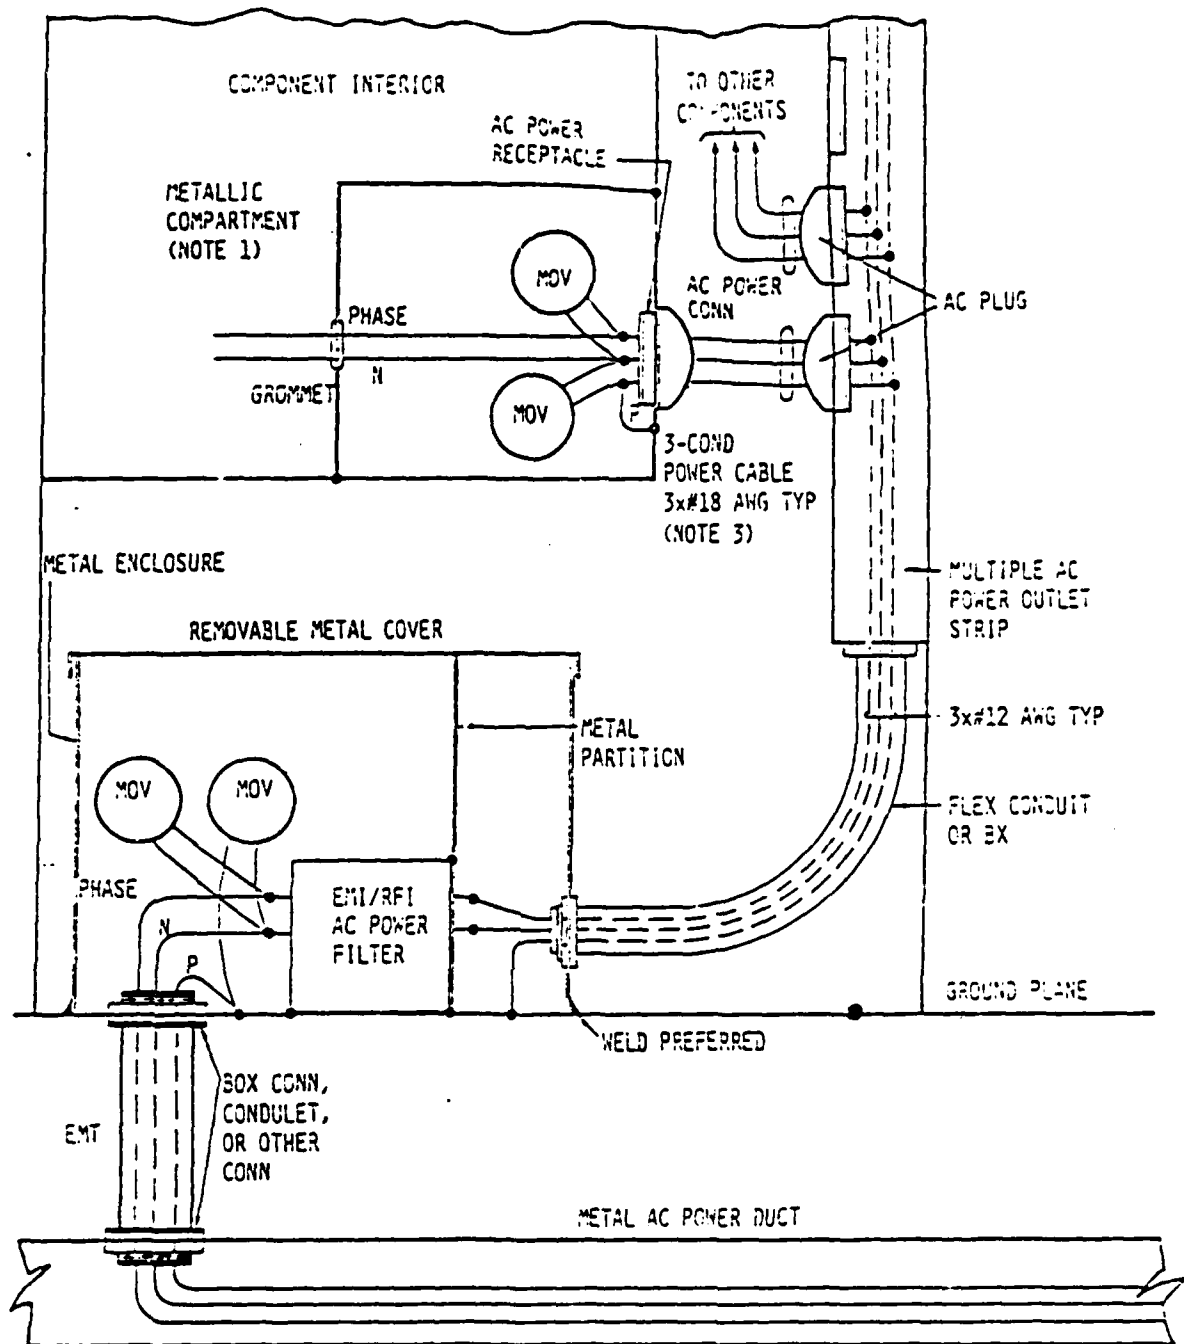 COMPONENT INTERIOR
TO OTHER
COMPONENTS
AC POWER
RECEPTACLE
METALLIC
COMPARTMENT
(NOTE 1)
MOV
AC POWER
CONN
AC PLUG
PHASE
N
GROMMET
MOV
P
3-COND
POWER CABLE
3x#18 AWG TYP
(NOTE 3)
METAL ENCLOSURE
MULTIPLE AC
POWER OUTLET
STRIP
REMOVABLE METAL COVER
3x#12 AWG TYP
METAL
PARTITION
MOV
MOV
FLEX CONDUIT
OR BX
PHASE
EMI/RFI
AC POWER
FILTER
N
P
GROUND PLANE
WELD PREFERRED
BOX CONN,
CONDULET,
OR OTHER
CONN
EMT
METAL AC POWER DUCT